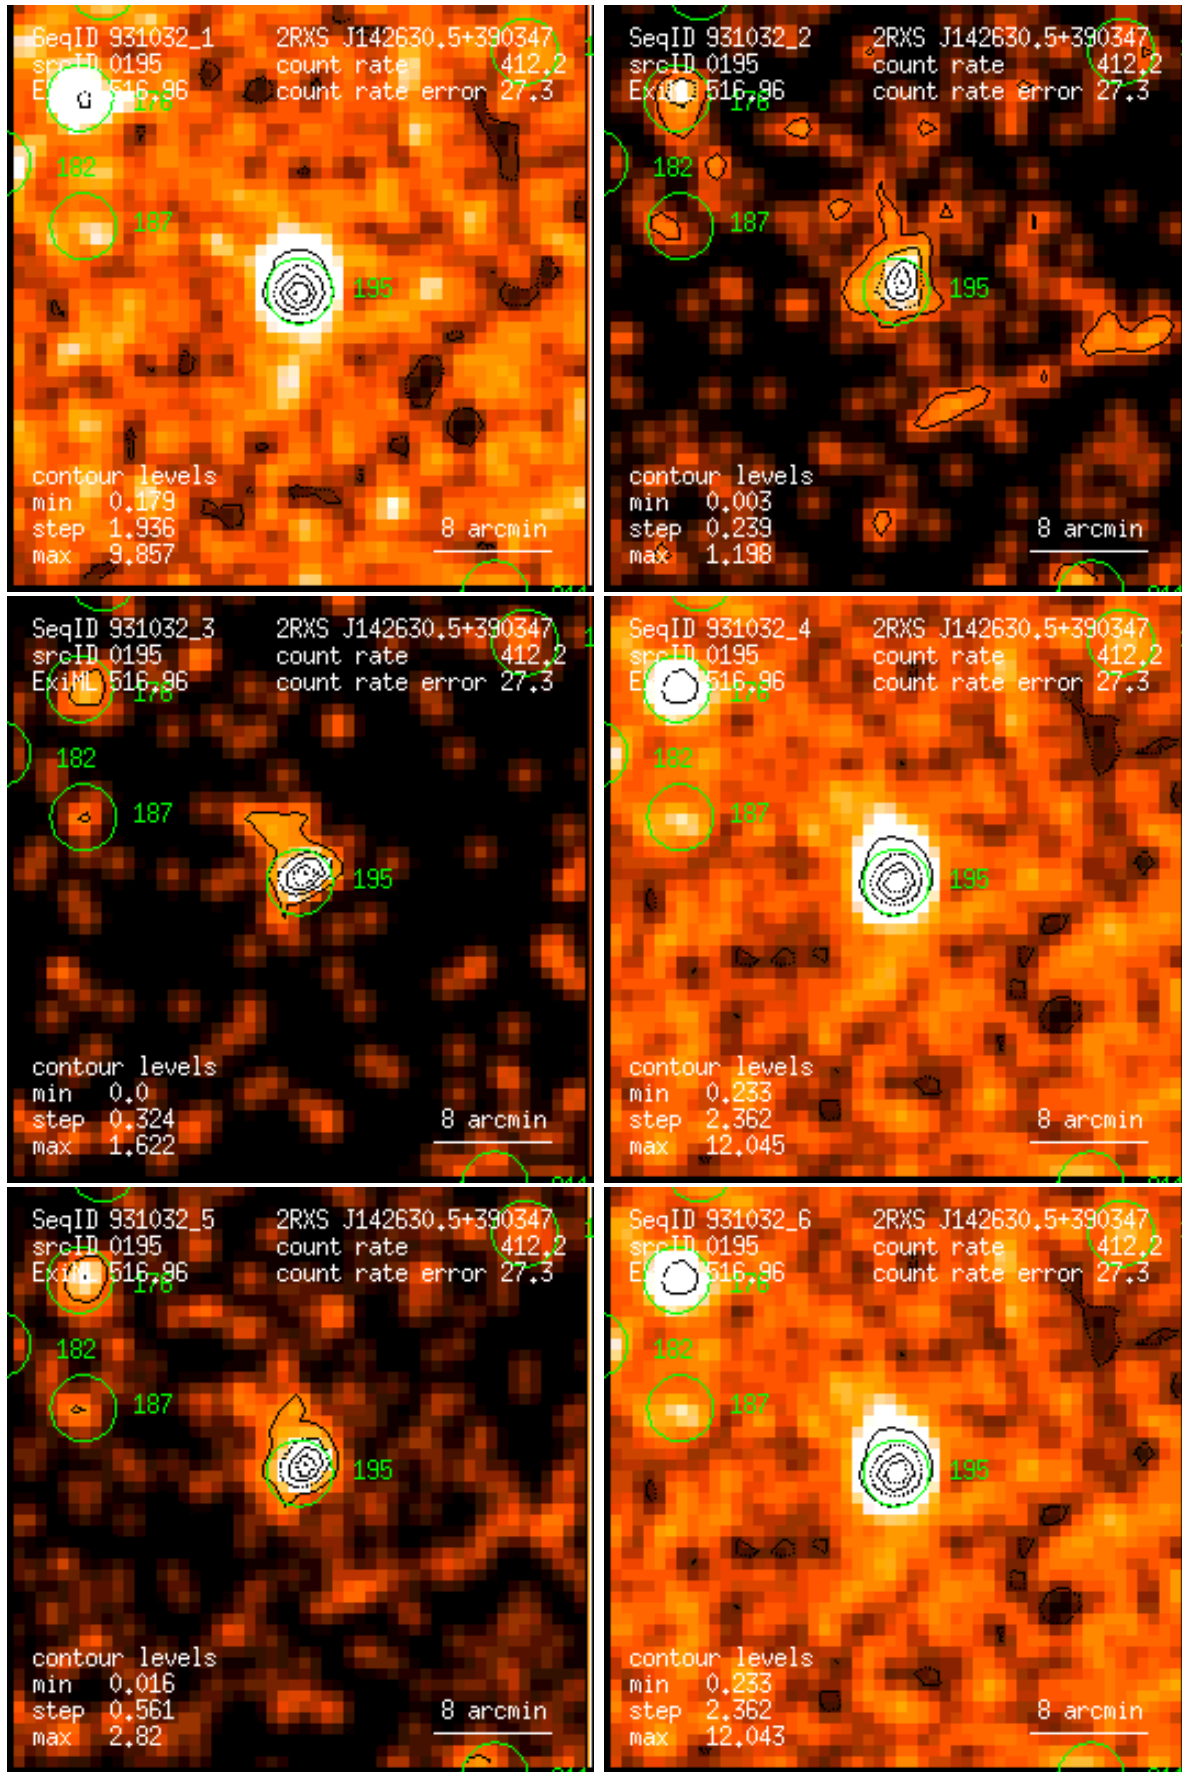 SeqID 931032_1 2RXS J142630.5+390347
srcID 0195 count rate 412.2
516.96 count rate error 27.3
176
182
187
195
contour levels
min 0.179
step 1.936
max 9.857
8 arcmin
SeqID 931032_2 2RXS J142630.5+390347
srcID 0195 count rate 412.2
516.96 count rate error 27.3
176
182
187
195
contour levels
min 0.003
step 0.239
max 1.198
8 arcmin
SeqID 931032_3 2RXS J142630.5+390347
srcID 0195 count rate 412.2
ExiML 516.96 count rate error 27.3
176
182
187
195
contour levels
min 0.0
step 0.324
max 1.622
8 arcmin
SeqID 931032_4 2RXS J142630.5+390347
srcID 0195 count rate 412.2
516.96 count rate error 27.3
176
182
187
195
contour levels
min 0.233
step 2.362
max 12.045
8 arcmin
SeqID 931032_5 2RXS J142630.5+390347
srcID 0195 count rate 412.2
ExiML 516.96 count rate error 27.3
176
182
187
195
contour levels
min 0.016
step 0.561
max 2.82
8 arcmin
SeqID 931032_6 2RXS J142630.5+390347
srcID 0195 count rate 412.2
516.96 count rate error 27.3
176
182
187
195
contour levels
min 0.233
step 2.362
max 12.043
8 arcmin